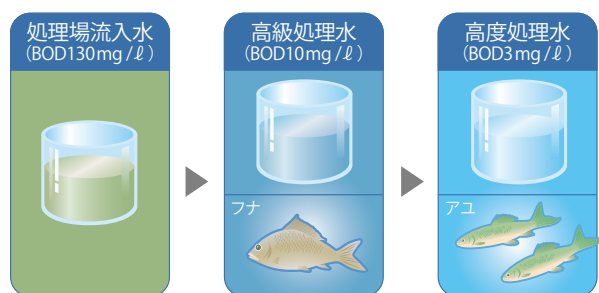 処理場流入水
(BOD130mg/ℓ)
高級処理水
(BOD10mg/ℓ)
フナ
高度処理水
(BOD3mg/ℓ)
アユ